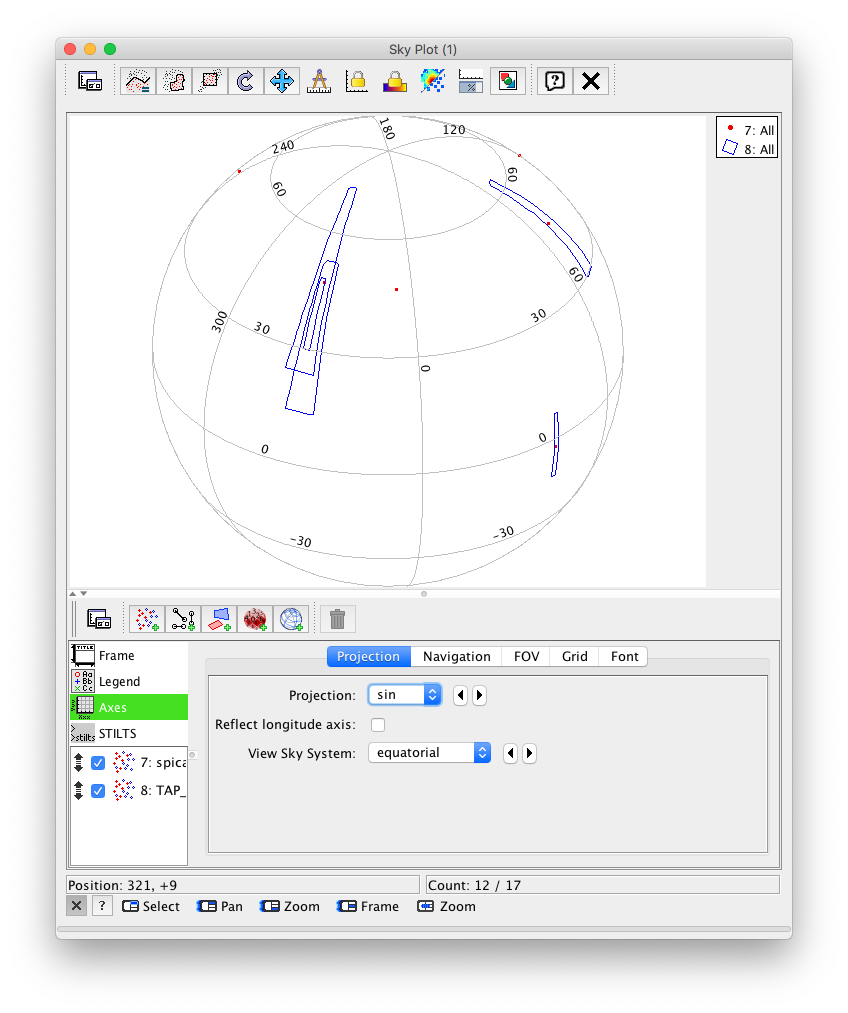 Sky Plot (1)
7: All
8: All
180
120
240
60
60
60
300
30
30
0
0
0
-30
-30
TITLE
Frame
Legend
Axes
stilts
STILTS
7: spica
8: TAP_
Projection Navigation FOV Grid Font
Projection: sin
Reflect longitude axis:
View Sky System: equatorial
Position: 321, +9
Count: 12 / 17
? Select Pan Zoom Frame Zoom